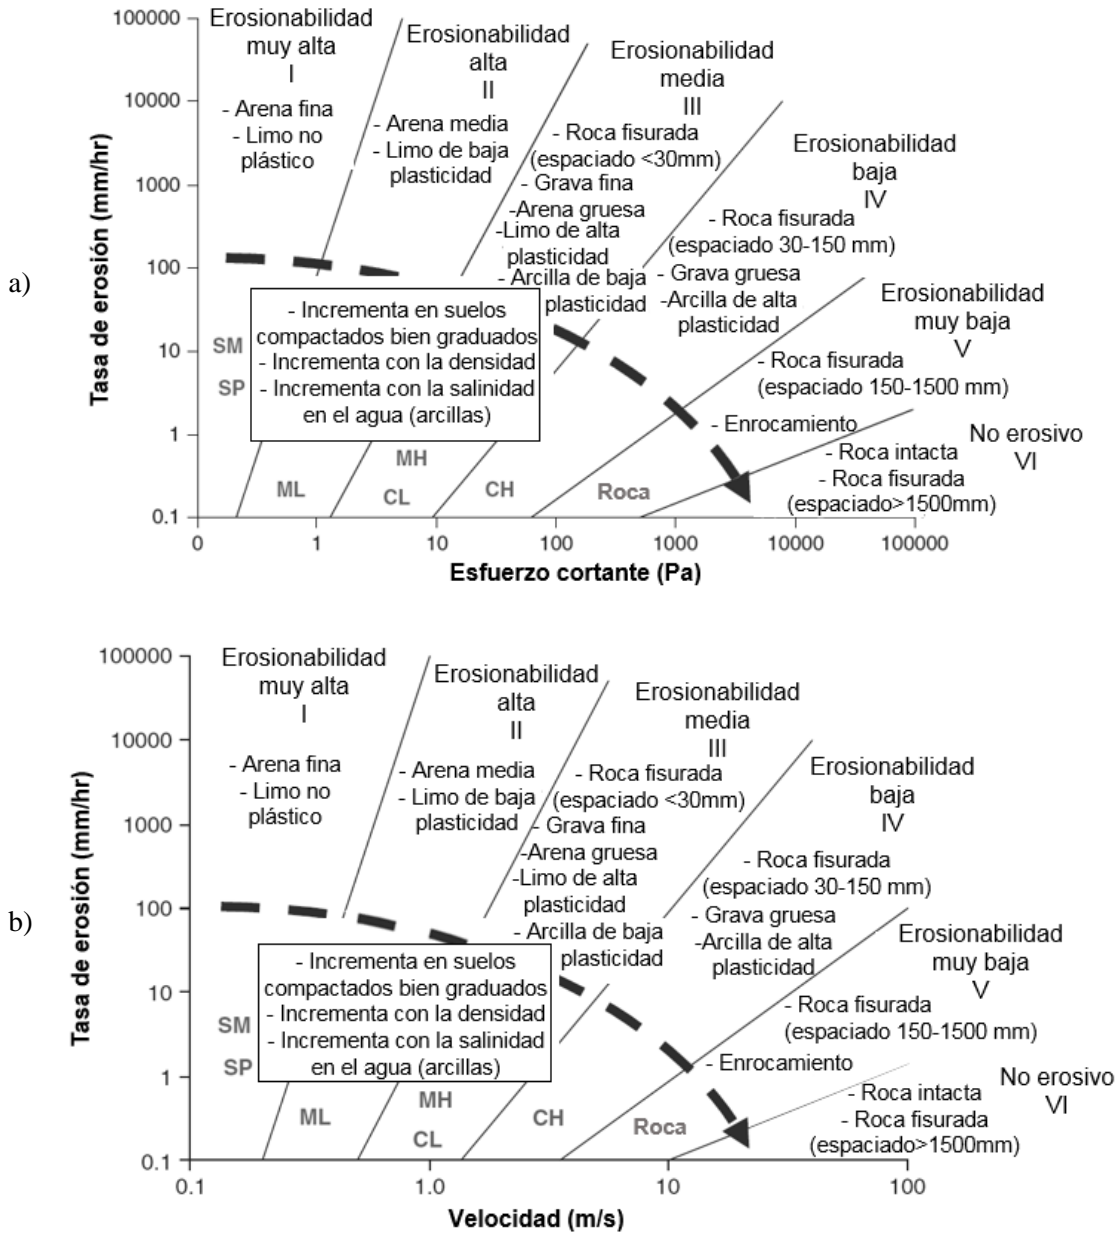 a)
Tasa de erosión (mm/hr)
100000
10000
1000
100
10
1
0.1
Erosionabilidad
muy alta
I
- Arena fina
- Limo no
plástico
Erosionabilidad
alta
II
- Arena media
- Limo de baja
plasticidad
Erosionabilidad
media
III
- Roca fisurada
(espaciado <30mm)
- Grava fina
-Arena gruesa
-Limo de alta
plasticidad
- Arcilla de baja
plasticidad
Erosionabilidad
baja
IV
- Roca fisurada
(espaciado 30-150 mm)
- Grava gruesa
-Arcilla de alta
plasticidad
Erosionabilidad
muy baja
V
- Roca fisurada
(espaciado 150-1500 mm)
- Enrocamiento
No erosivo
VI
- Roca intacta
- Roca fisurada
(espaciado>1500mm)
- Incrementa en suelos
compactados bien graduados
- Incrementa con la densidad
- Incrementa con la salinidad
en el agua (arcillas)
SM
SP
ML
MH
CL
CH
Roca
0
1
10
100
1000
10000
100000
Esfuerzo cortante (Pa)
b)
Tasa de erosión (mm/hr)
100000
10000
1000
100
10
1
0.1
Erosionabilidad
muy alta
I
- Arena fina
- Limo no
plástico
Erosionabilidad
alta
II
- Arena media
- Limo de baja
plasticidad
Erosionabilidad
media
III
- Roca fisurada
(espaciado <30mm)
- Grava fina
-Arena gruesa
-Limo de alta
plasticidad
- Arcilla de baja
plasticidad
Erosionabilidad
baja
IV
- Roca fisurada
(espaciado 30-150 mm)
- Grava gruesa
-Arcilla de alta
plasticidad
Erosionabilidad
muy baja
V
- Roca fisurada
(espaciado 150-1500 mm)
- Enrocamiento
No erosivo
VI
- Roca intacta
- Roca fisurada
(espaciado>1500mm)
- Incrementa en suelos
compactados bien graduados
- Incrementa con la densidad
- Incrementa con la salinidad
en el agua (arcillas)
SM
SP
ML
MH
CL
CH
Roca
0.1
1.0
10
100
Velocidad (m/s)